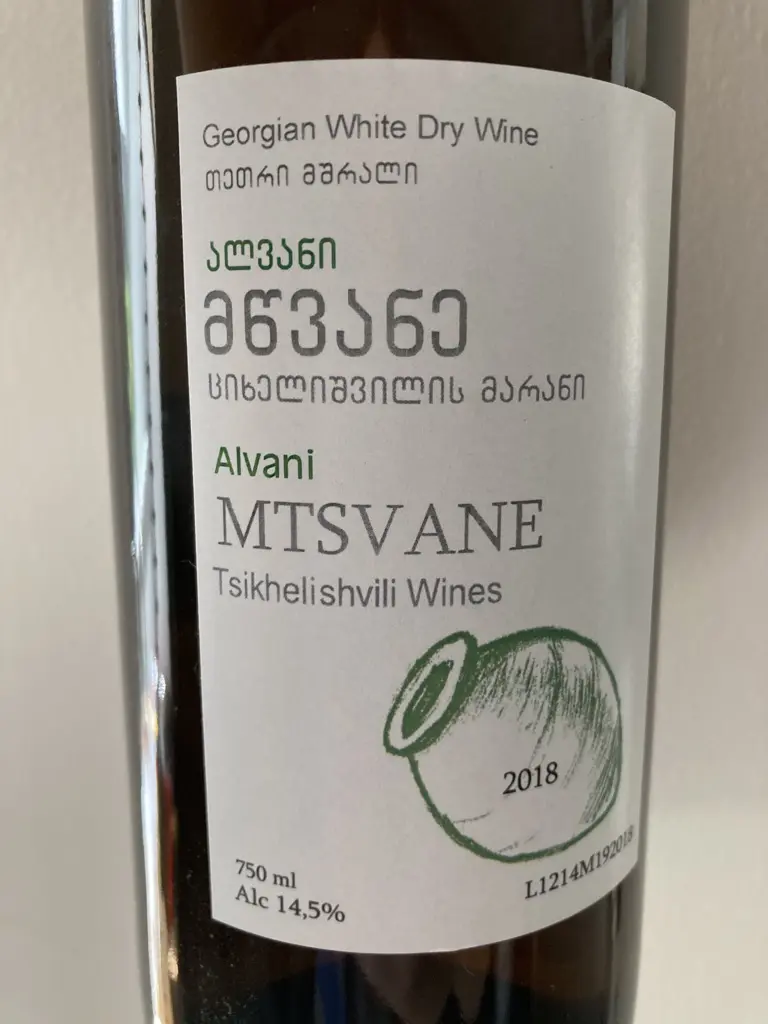 Georgian White Dry Wine
თეთრი მშრალი
ალვანი
მწვანე
ციხელიშვილის მარანი
Alvani
MTSVANE
Tsikhelishvili Wines
2018
750 ml
Alc 14,5%
L1214M192018